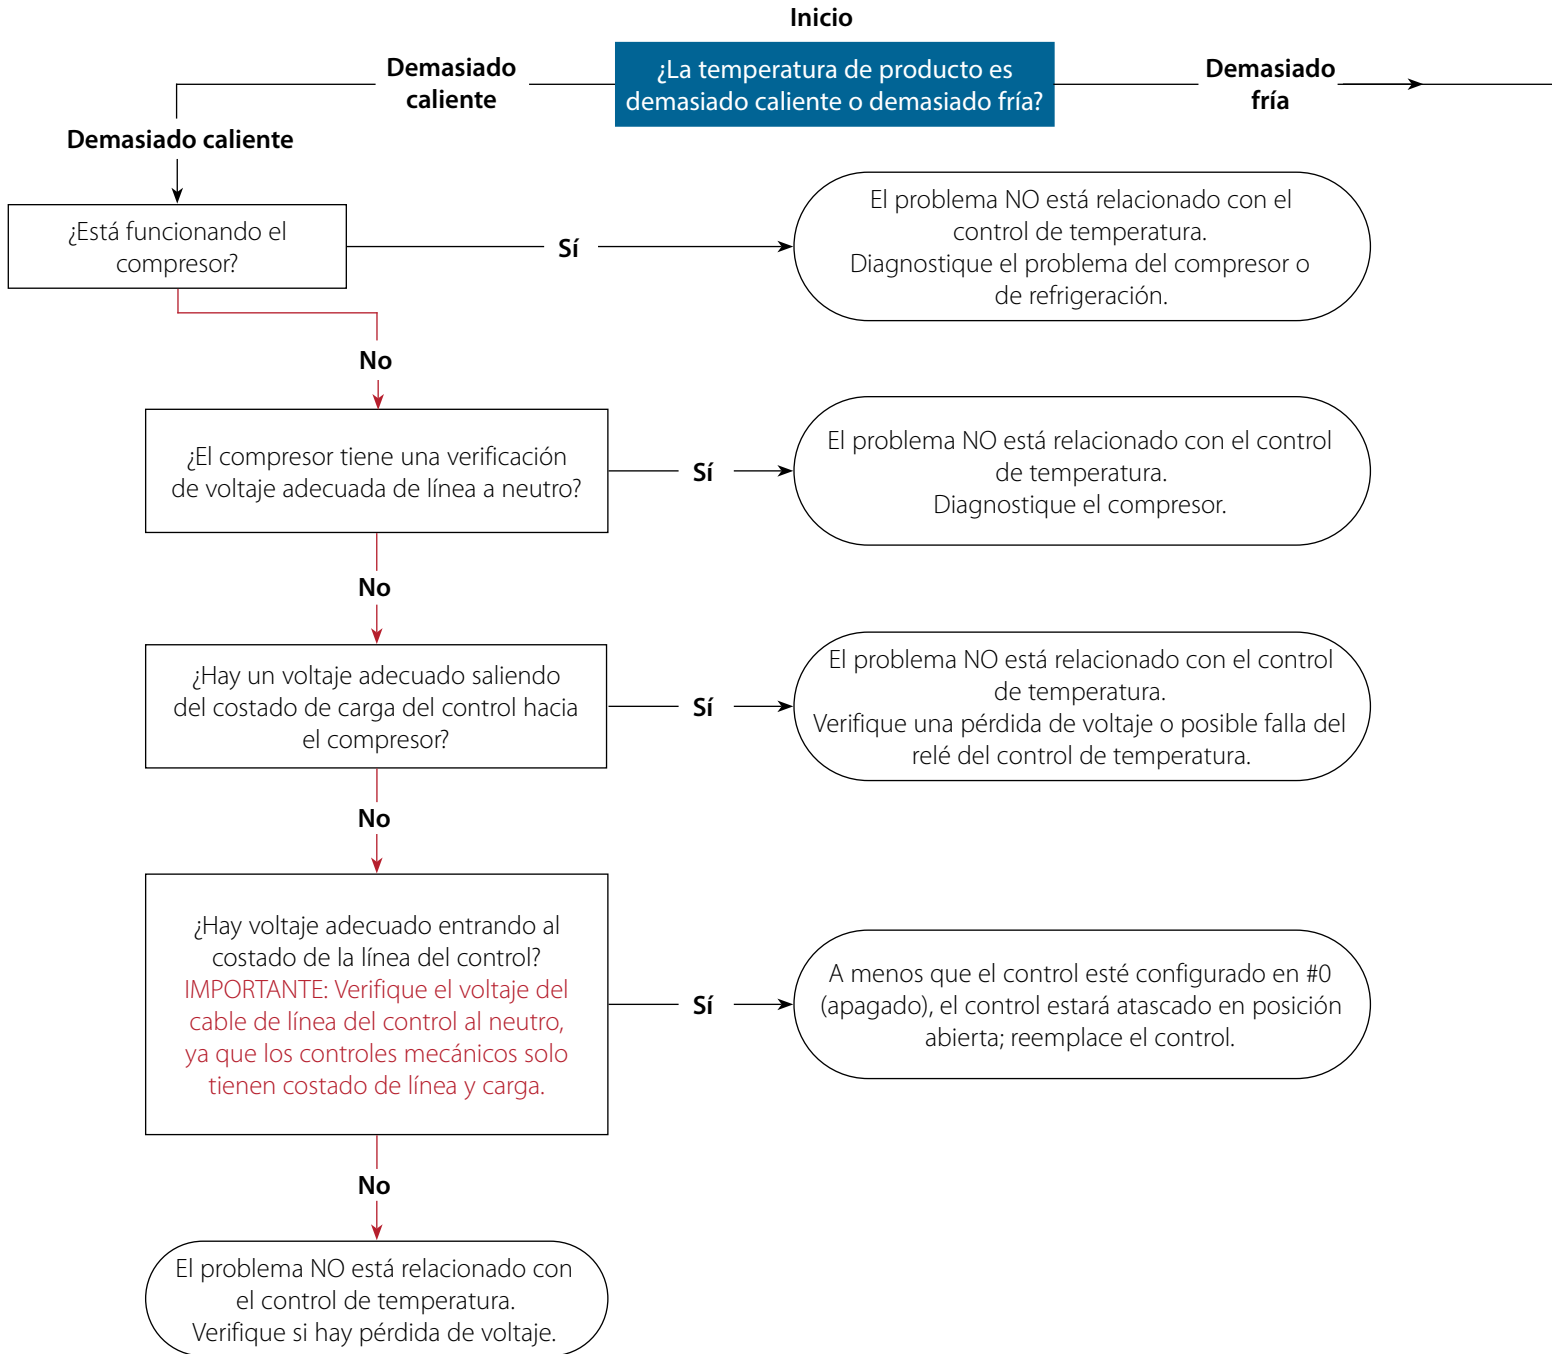 Inicio
¿La temperatura de producto es
demasiado caliente o demasiado fría?
Demasiado
caliente
Demasiado
fría
Demasiado caliente
¿Está funcionando el
compresor?
Sí
El problema NO está relacionado con el
control de temperatura.
Diagnostique el problema del compresor o
de refrigeración.
No
¿El compresor tiene una verificación
de voltaje adecuada de línea a neutro?
Sí
El problema NO está relacionado con el control
de temperatura.
Diagnostique el compresor.
No
¿Hay un voltaje adecuado saliendo
del costado de carga del control hacia
el compresor?
Sí
El problema NO está relacionado con el control
de temperatura.
Verifique una pérdida de voltaje o posible falla del
relé del control de temperatura.
No
¿Hay voltaje adecuado entrando al
costado de la línea del control?
IMPORTANTE: Verifique el voltaje del
cable de línea del control al neutro,
ya que los controles mecánicos solo
tienen costado de línea y carga.
Sí
A menos que el control esté configurado en #0
(apagado), el control estará atascado en posición
abierta; reemplace el control.
No
El problema NO está relacionado con
el control de temperatura.
Verifique si hay pérdida de voltaje.